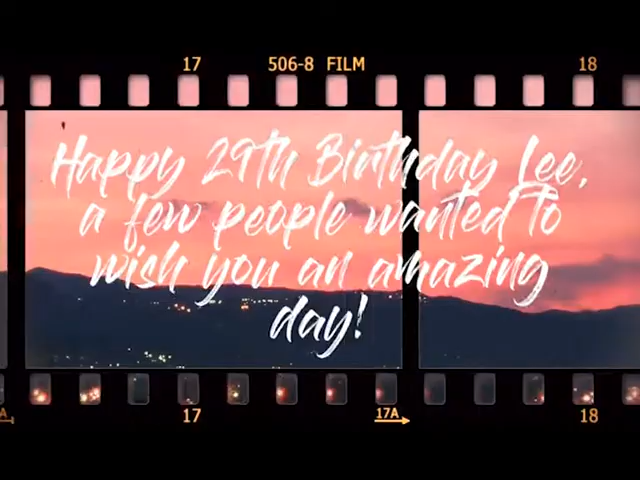 17 506-8 FILM 18
Happy 29th Birthday Lee,
a few people wanted to
wish you an amazing
day!
17 17A 18